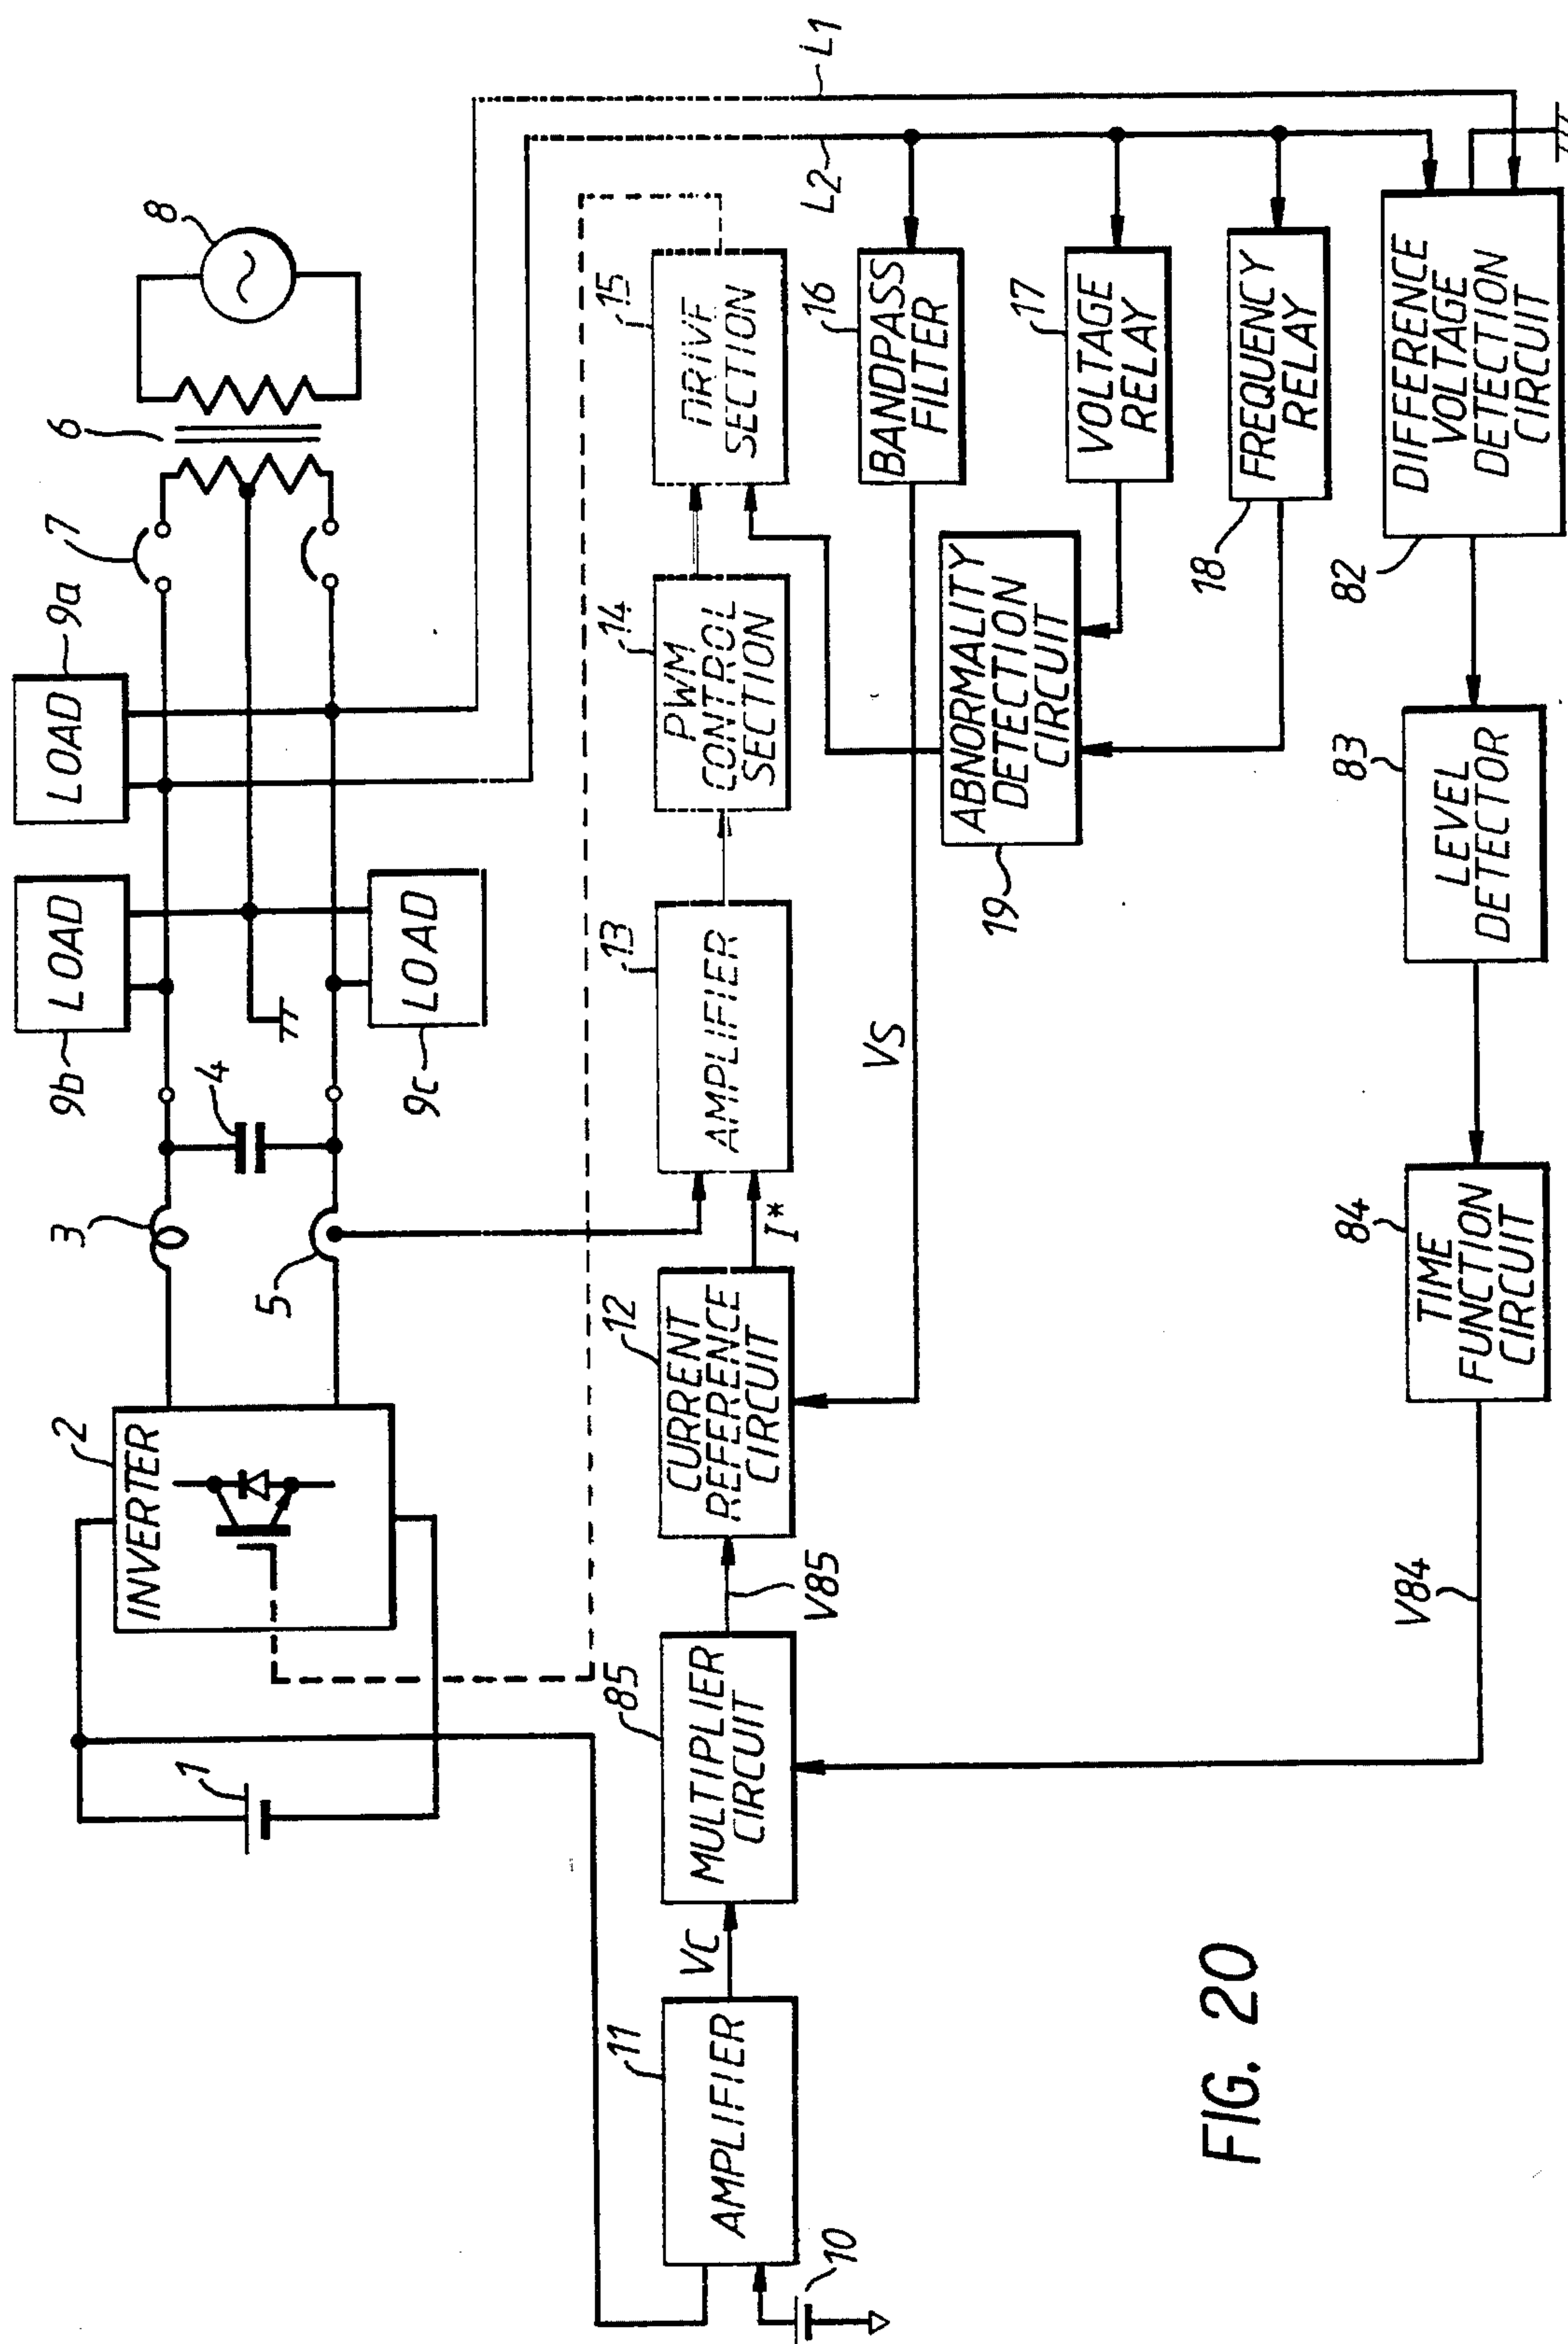 1
2
INVERTER
3
4
5
9b
LOAD
9c
LOAD
LOAD
9a
7
6
8
10
11
AMPLIFIER
VC
85
MULTIPLIER
CIRCUIT
V85
12
CURRENT
REFERENCE
CIRCUIT
I*
13
AMPLIFIER
14
PWM
CONTROL
SECTION
15
DRIVE
SECTION
L1
L2
VS
16
BANDPASS
FILTER
19
ABNORMALITY
DETECTION
CIRCUIT
17
VOLTAGE
RELAY
18
FREQUENCY
RELAY
V84
84
TIME
FUNCTION
CIRCUIT
83
LEVEL
DETECTOR
82
DIFFERENCE
VOLTAGE
DETECTION
CIRCUIT
FIG. 20